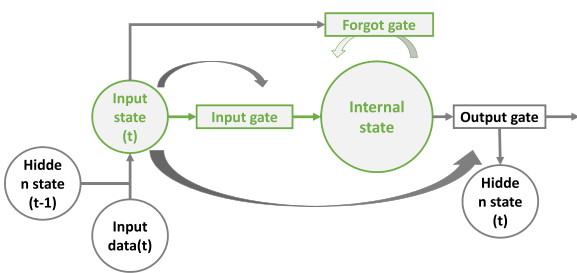 Forgot gate
Input
state
(t)
Input gate
Internal
state
Output gate
Hidde
n state
(t-1)
Input
data(t)
Hidde
n state
(t)